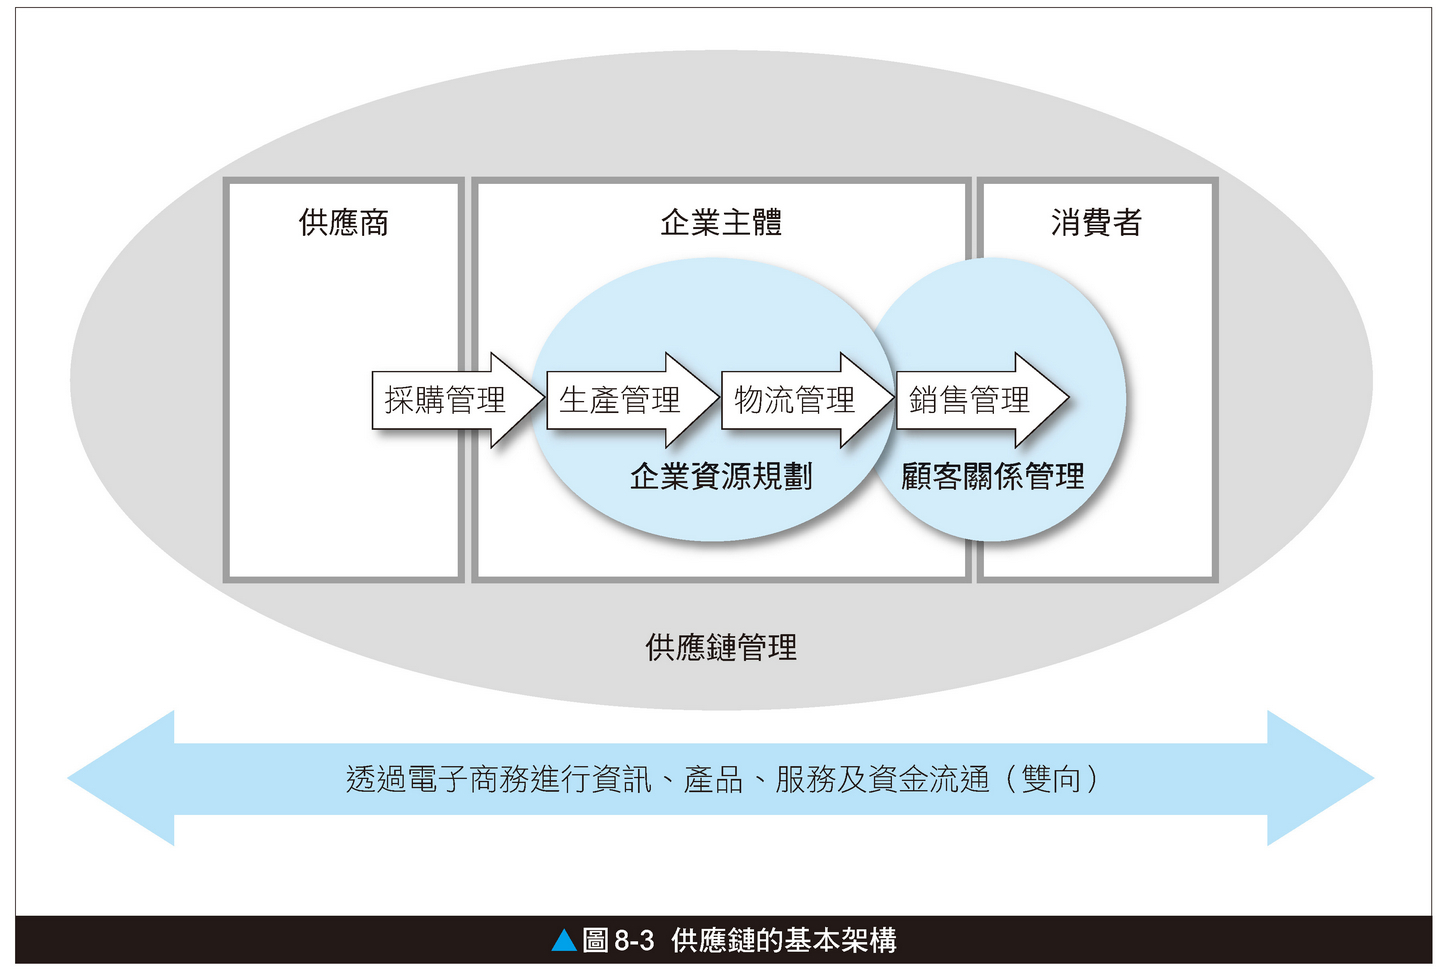 供應商
企業主體
消費者
採購管理
生產管理
物流管理
銷售管理
企業資源規劃
顧客關係管理
供應鏈管理
透過電子商務進行資訊、產品、服務及資金流通（雙向）
▲圖8-3 供應鏈的基本架構